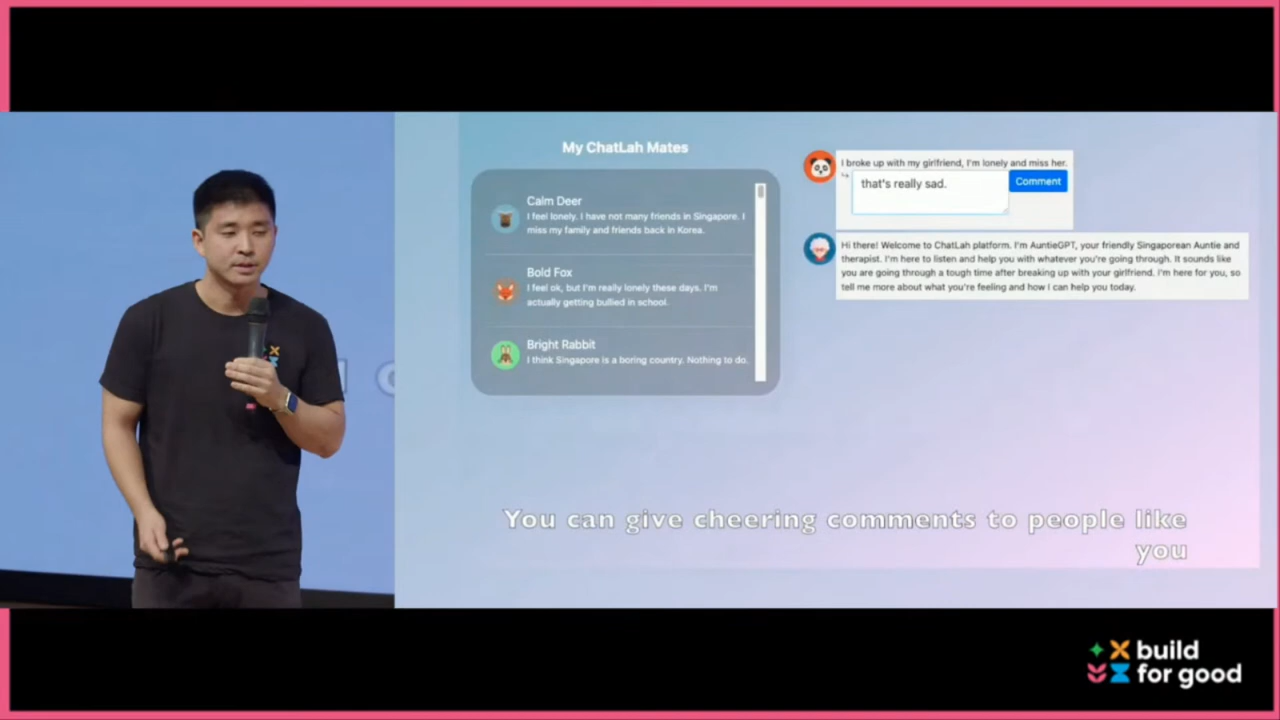 My ChatLah Mates
Calm Deer
I feel lonely. I have not many friends in Singapore. I
miss my family and friends back in Korea.
Bold Fox
I feel ok, but I'm really lonely these days. I'm
actually getting bullied in school.
Bright Rabbit
I think Singapore is a boring country. Nothing to do.
I broke up with my girlfriend, I'm lonely and miss her.
that's really sad.
Comment
Hi there! Welcome to ChatLah platform. I'm AuntieGPT, your friendly Singaporean Auntie and
therapist. I'm here to listen and help you with whatever you're going through. It sounds like
you are going through a tough time after breaking up with your girlfriend. I'm here for you, so
tell me more about what you're feeling and how I can help you today.
You can give cheering comments to people like
you
build
for good